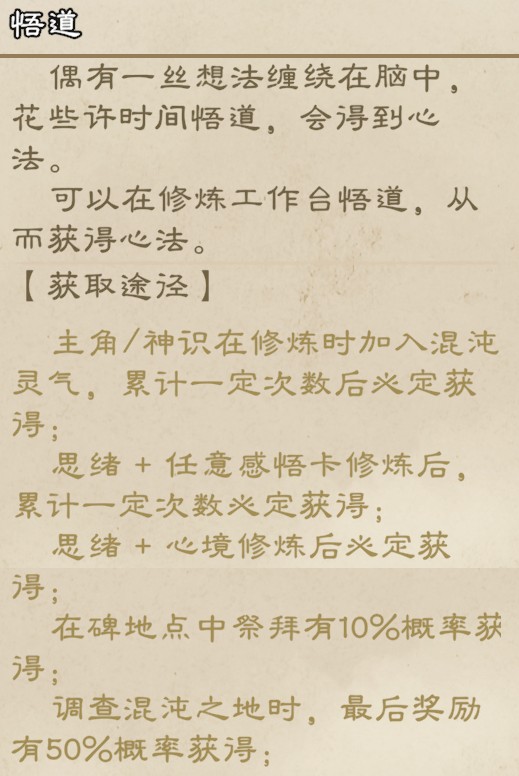 悟道
偶有一丝想法缠绕在脑中，
花些许时间悟道，会得到心
法。
可以在修炼工作台悟道，从
而获得心法。
【获取途径】
主角/神识在修炼时加入混沌
灵气，累计一定次数后必定获
得；
思绪 + 任意感悟卡修炼后，
累计一定次数必定获得；
思绪 + 心境修炼后必定获
得；
在碑地点中祭拜有10%概率获
得；
调查混沌之地时，最后奖励
有50%概率获得；